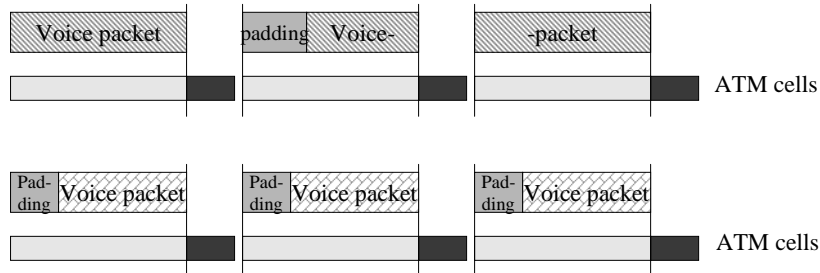 Voice packet
padding
Voice-
-packet
ATM cells
Pad-
ding
Voice packet
Pad-
ding
Voice packet
Pad-
ding
Voice packet
ATM cells